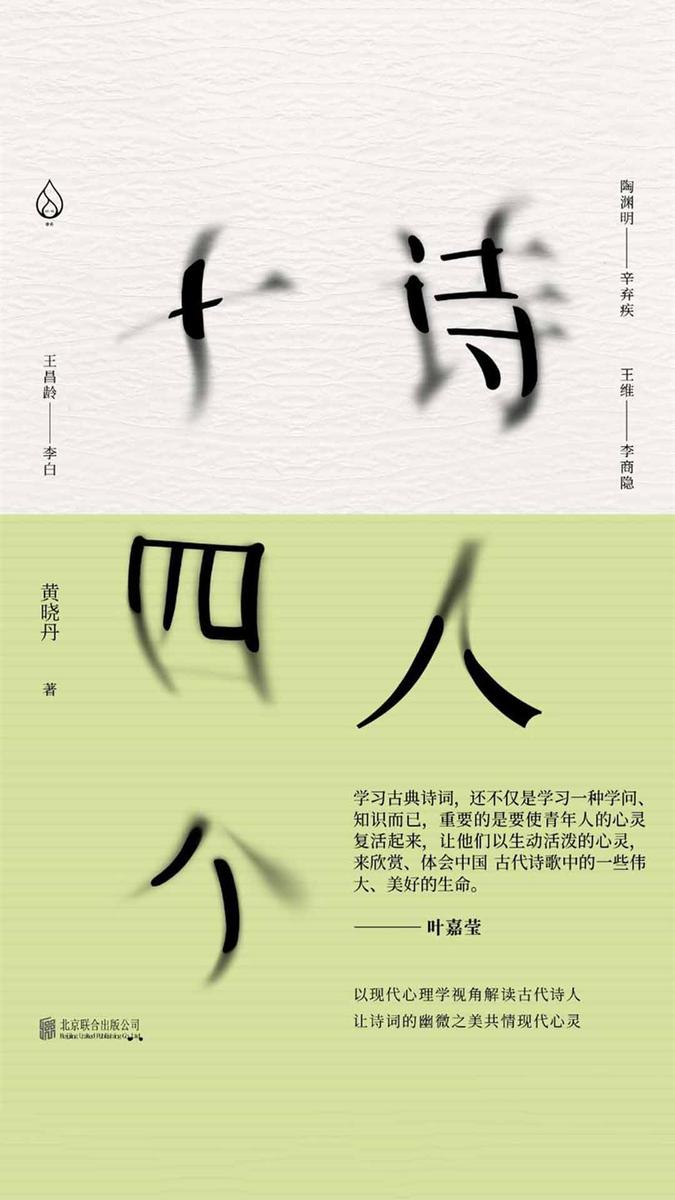 诗人
十四个
陶渊明——辛弃疾
王维——李商隐
王昌龄——李白
黄晓丹 著
学习古典诗词，还不仅是学习一种学问、
知识而已，重要的是要使青年人的心灵
复活起来，让他们以生动活泼的心灵，
来欣赏、体会中国 古代诗歌中的一些伟
大、美好的生命。
——叶嘉莹
以现代心理学视角解读古代诗人
让诗词的幽微之美共情现代心灵
北京联合出版公司
Beijing United Publishing Co.,Ltd.